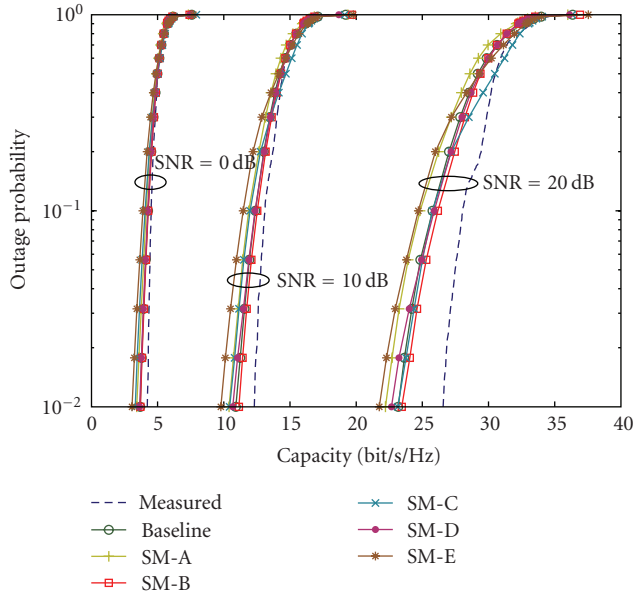 10^0
10^-1
10^-2
Outage probability
SNR = 0 dB
SNR = 20 dB
SNR = 10 dB
0 5 10 15 20 25 30 35 40
Capacity (bit/s/Hz)
Measured
Baseline
SM-A
SM-B
SM-C
SM-D
SM-E